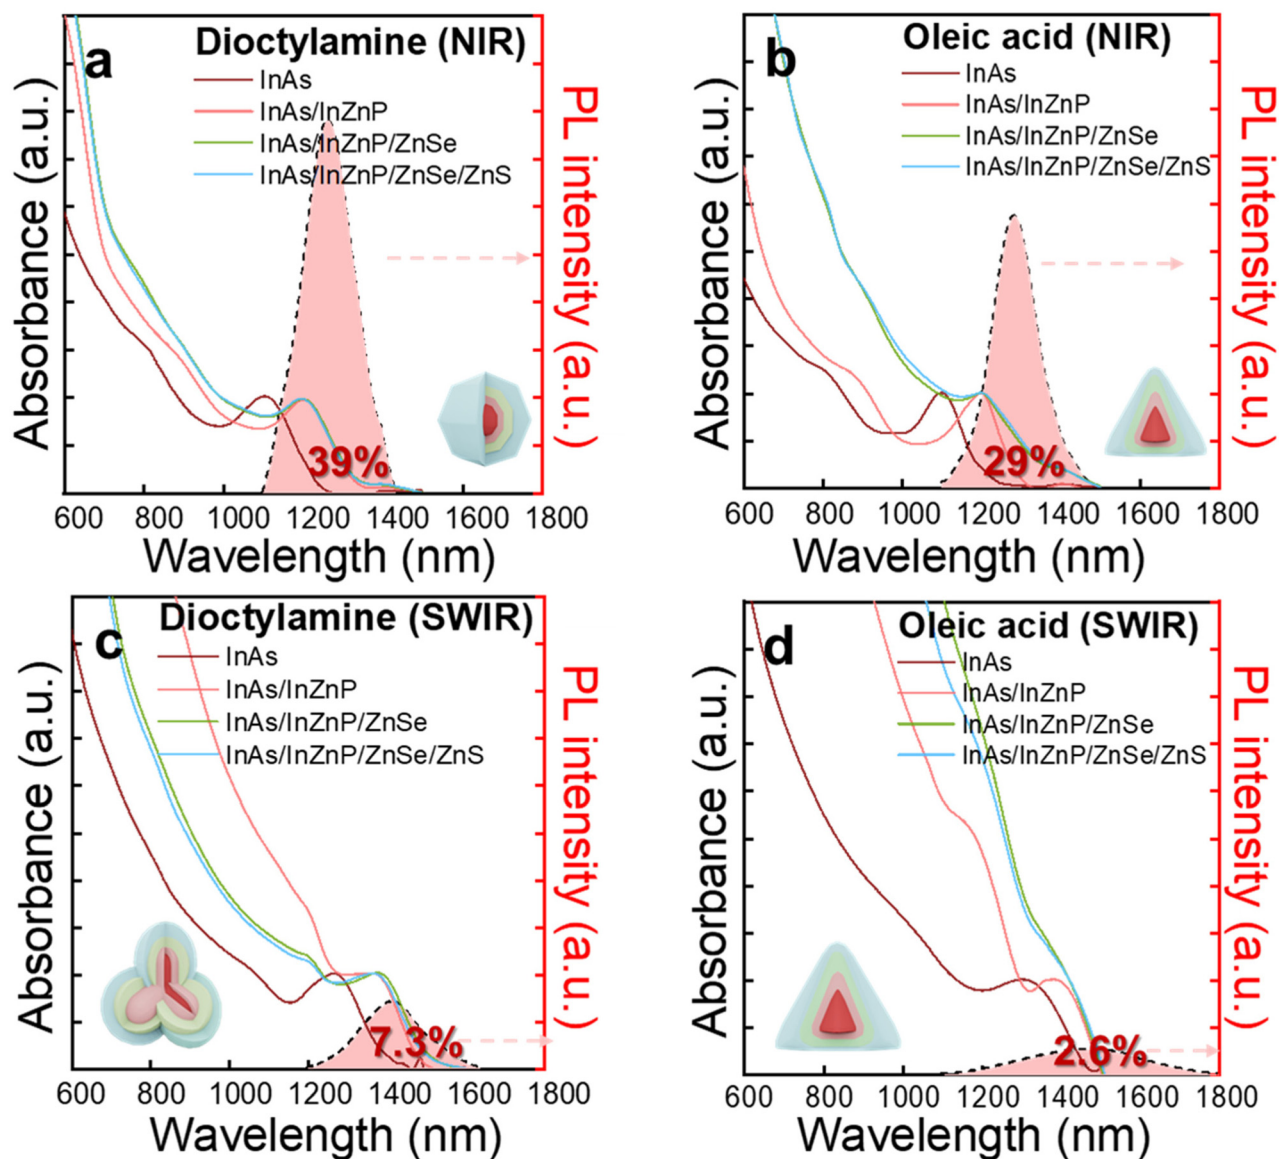 a
Dioctylamine (NIR)
InAs
InAs/InZnP
InAs/InZnP/ZnSe
InAs/InZnP/ZnSe/ZnS
39%
Absorbance (a.u.)
PL intensity (a.u.)
600 800 1000 1200 1400 1600 1800
Wavelength (nm)
b
Oleic acid (NIR)
InAs
InAs/InZnP
InAs/InZnP/ZnSe
InAs/InZnP/ZnSe/ZnS
29%
Absorbance (a.u.)
PL intensity (a.u.)
600 800 1000 1200 1400 1600 1800
Wavelength (nm)
c
Dioctylamine (SWIR)
InAs
InAs/InZnP
InAs/InZnP/ZnSe
InAs/InZnP/ZnSe/ZnS
7.3%
Absorbance (a.u.)
PL intensity (a.u.)
600 800 1000 1200 1400 1600 1800
Wavelength (nm)
d
Oleic acid (SWIR)
InAs
InAs/InZnP
InAs/InZnP/ZnSe
InAs/InZnP/ZnSe/ZnS
2.6%
Absorbance (a.u.)
PL intensity (a.u.)
600 800 1000 1200 1400 1600 1800
Wavelength (nm)